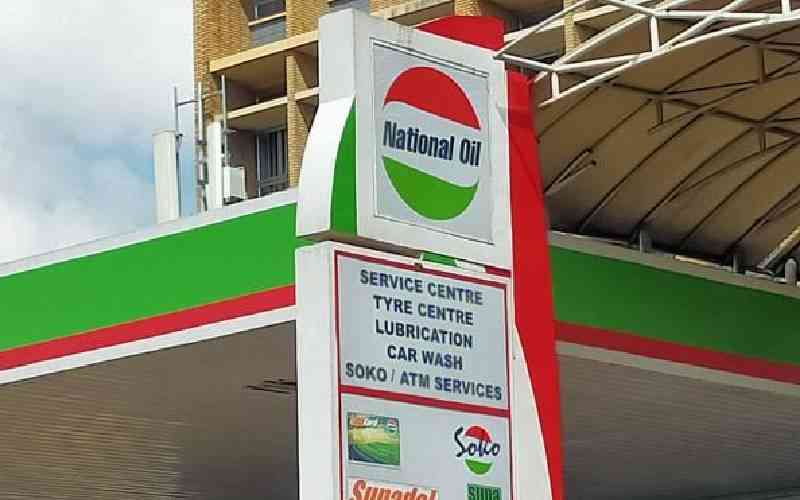 National Oil
SERVICE CENTRE
TYRE CENTRE
LUBRICATION
CAR WASH
SOKO / ATM SERVICES
Soko